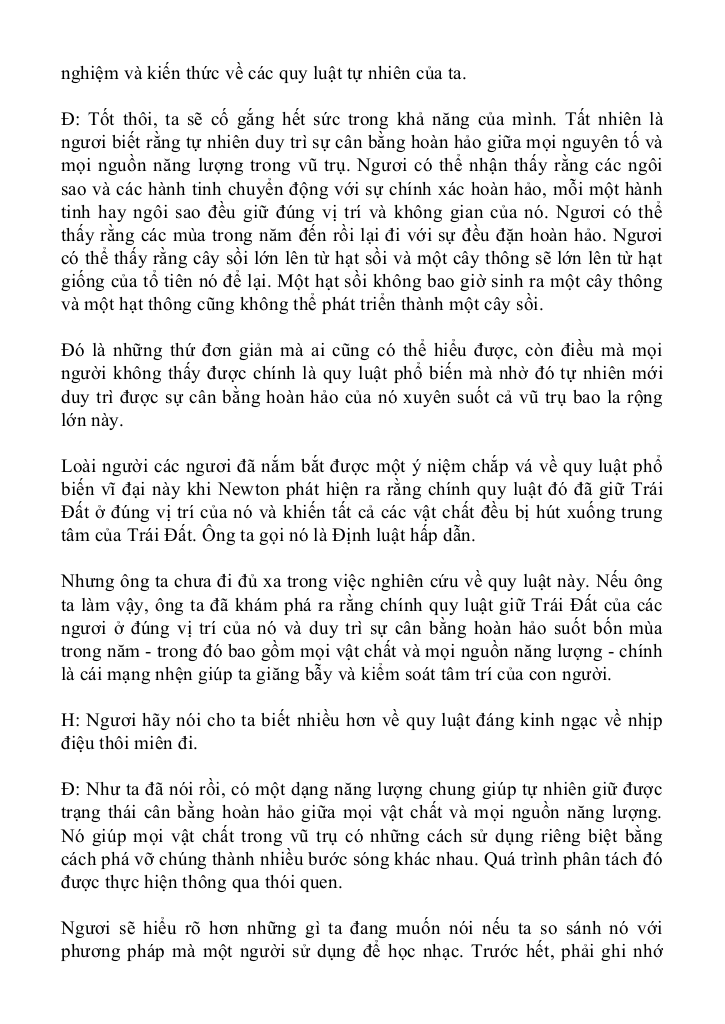 nghiệm và kiến thức về các quy luật tự nhiên của ta.
Đ: Tốt thôi, ta sẽ cố gắng hết sức trong khả năng của mình. Tất nhiên là
ngươi biết rằng tự nhiên duy trì sự cân bằng hoàn hảo giữa mọi nguyên tố và
mọi nguồn năng lượng trong vũ trụ. Ngươi có thể nhận thấy rằng các ngôi
sao và các hành tinh chuyển động với sự chính xác hoàn hảo, mỗi một hành
tinh hay ngôi sao đều giữ đúng vị trí và không gian của nó. Ngươi có thể
thấy rằng các mùa trong năm đến rồi lại đi với sự đều đặn hoàn hảo. Ngươi
có thể thấy rằng cây sồi lớn lên từ hạt sồi và một cây thông sẽ lớn lên từ hạt
giống của tổ tiên nó để lại. Một hạt sồi không bao giờ sinh ra một cây thông
và một hạt thông cũng không thể phát triển thành một cây sồi.
Đó là những thứ đơn giản mà ai cũng có thể hiểu được, còn điều mà mọi
người không thấy được chính là quy luật phổ biến mà nhờ đó tự nhiên mới
duy trì được sự cân bằng hoàn hảo của nó xuyên suốt cả vũ trụ bao la rộng
lớn này.
Loài người các ngươi đã nắm bắt được một ý niệm chắp vá về quy luật phổ
biến vĩ đại này khi Newton phát hiện ra rằng chính quy luật đó đã giữ Trái
Đất ở đúng vị trí của nó và khiến tất cả các vật chất đều bị hút xuống trung
tâm của Trái Đất. Ông ta gọi nó là Định luật hấp dẫn.
Nhưng ông ta chưa đi đủ xa trong việc nghiên cứu về quy luật này. Nếu ông
ta làm vậy, ông ta đã khám phá ra rằng chính quy luật giữ Trái Đất của các
ngươi ở đúng vị trí của nó và duy trì sự cân bằng hoàn hảo suốt bốn mùa
trong năm - trong đó bao gồm mọi vật chất và mọi nguồn năng lượng - chính
là cái mạng nhện giúp ta giăng bẫy và kiểm soát tâm trí của con người.
H: Ngươi hãy nói cho ta biết nhiều hơn về quy luật đáng kinh ngạc về nhịp
điệu thôi miên đi.
Đ: Như ta đã nói rồi, có một dạng năng lượng chung giúp tự nhiên giữ được
trạng thái cân bằng hoàn hảo giữa mọi vật chất và mọi nguồn năng lượng.
Nó giúp mọi vật chất trong vũ trụ có những cách sử dụng riêng biệt bằng
cách phá vỡ chúng thành nhiều bước sóng khác nhau. Quá trình phân tách đó
được thực hiện thông qua thói quen.
Ngươi sẽ hiểu rõ hơn những gì ta đang muốn nói nếu ta so sánh nó với
phương pháp mà một người sử dụng để học nhạc. Trước hết, phải ghi nhớ